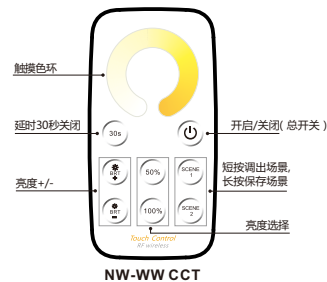 触摸色环
延时30秒关闭
30s
开启/关闭( 总开关 )
BRT
+
50%
SCENE
1
短按调出场景,
长按保存场景
亮度+/-
BRT
−
100%
SCENE
2
亮度选择
Touch Control
RF wireless
NW-WW CCT